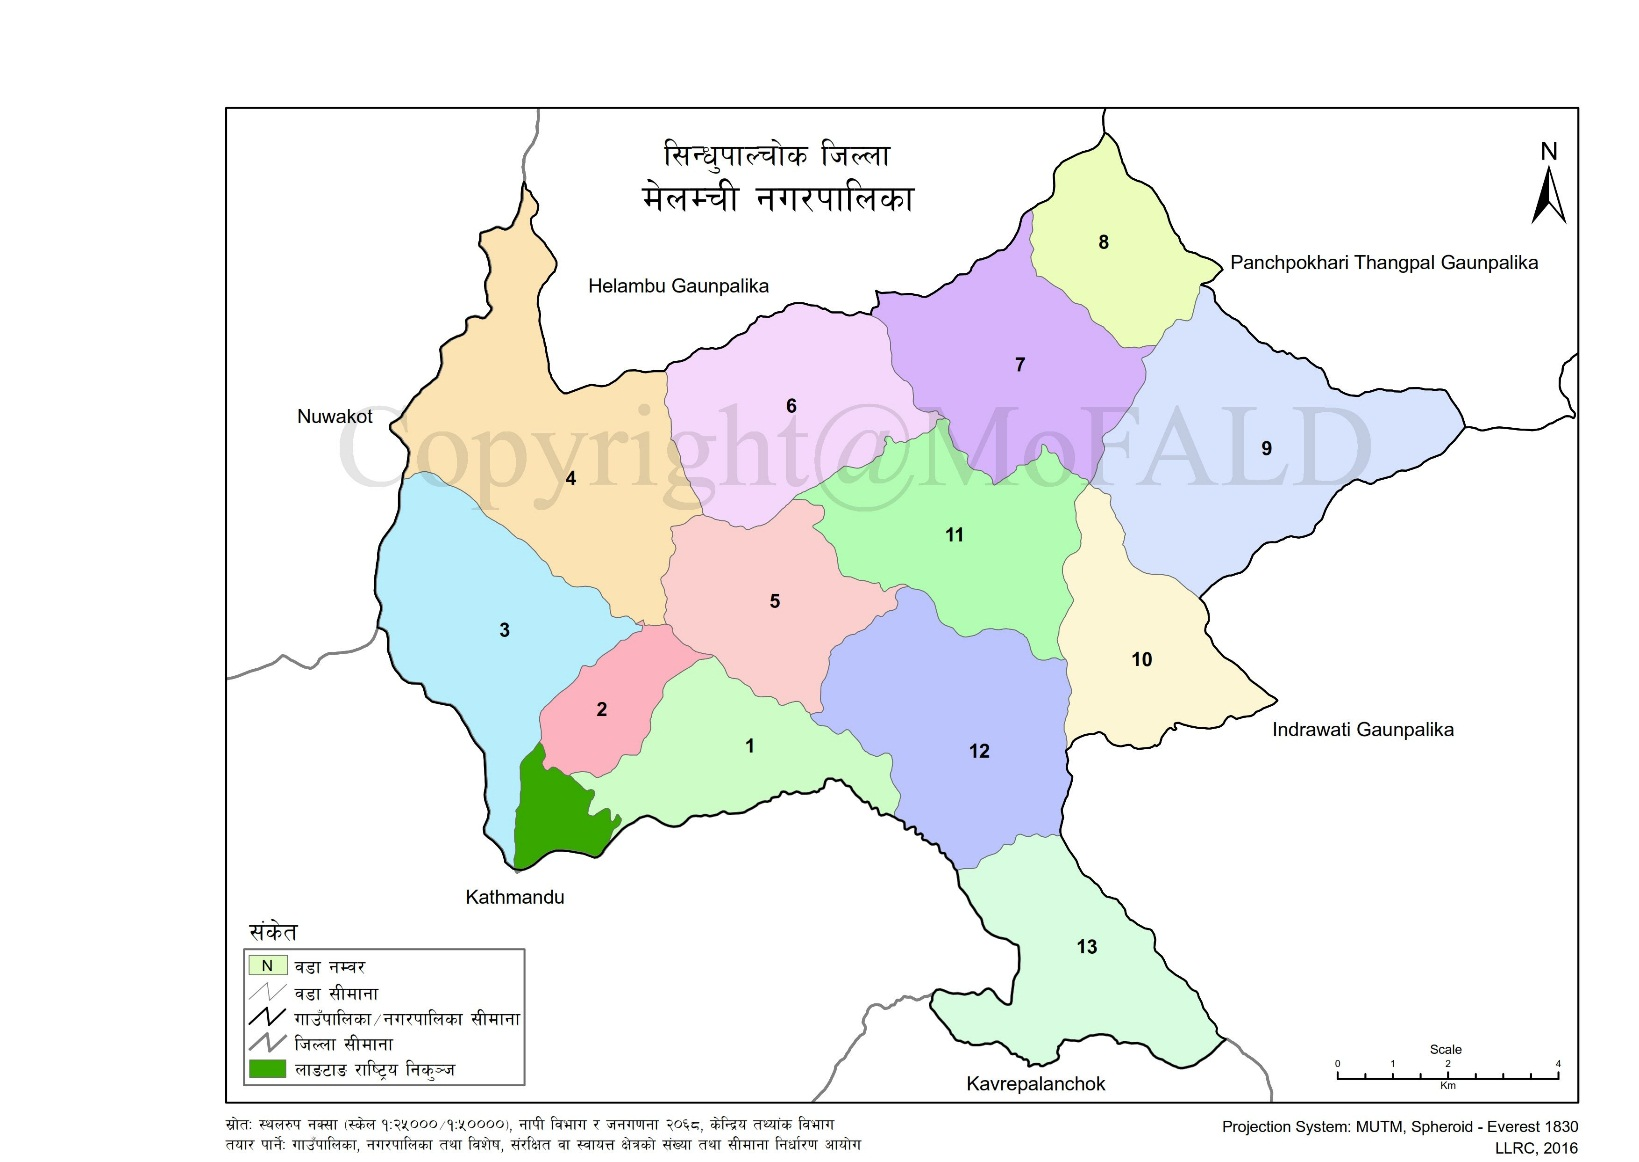 सिन्धुपाल्चोक जिल्ला
मेलम्ची नगरपालिका
N
Helambu Gaunpalika
Panchpokhari Thangpal Gaunpalika
Nuwakot
Copyright@MoFALD
8
7
6
9
4
11
5
3
10
2
1
12
Indrawati Gaunpalika
Kathmandu
13
Kavrepalanchok
संकेत
N वडा नम्वर
वडा सीमाना
गाउँपालिका/नगरपालिका सीमाना
जिल्ला सीमाना
लाङटाङ राष्ट्रिय निकुञ्ज
Scale
0 1 2 4
Km
स्रोतः स्थलरुप नक्सा (स्केल १:२५०००/१:५००००), नापी विभाग र जनगणना २०६८, केन्द्रिय तथ्यांक विभाग
तयार पार्नेः गाउँपालिका, नगरपालिका तथा विशेष, संरक्षित वा स्वायत्त क्षेत्रको संख्या तथा सीमाना निर्धारण आयोग
Projection System: MUTM, Spheroid - Everest 1830
LLRC, 2016